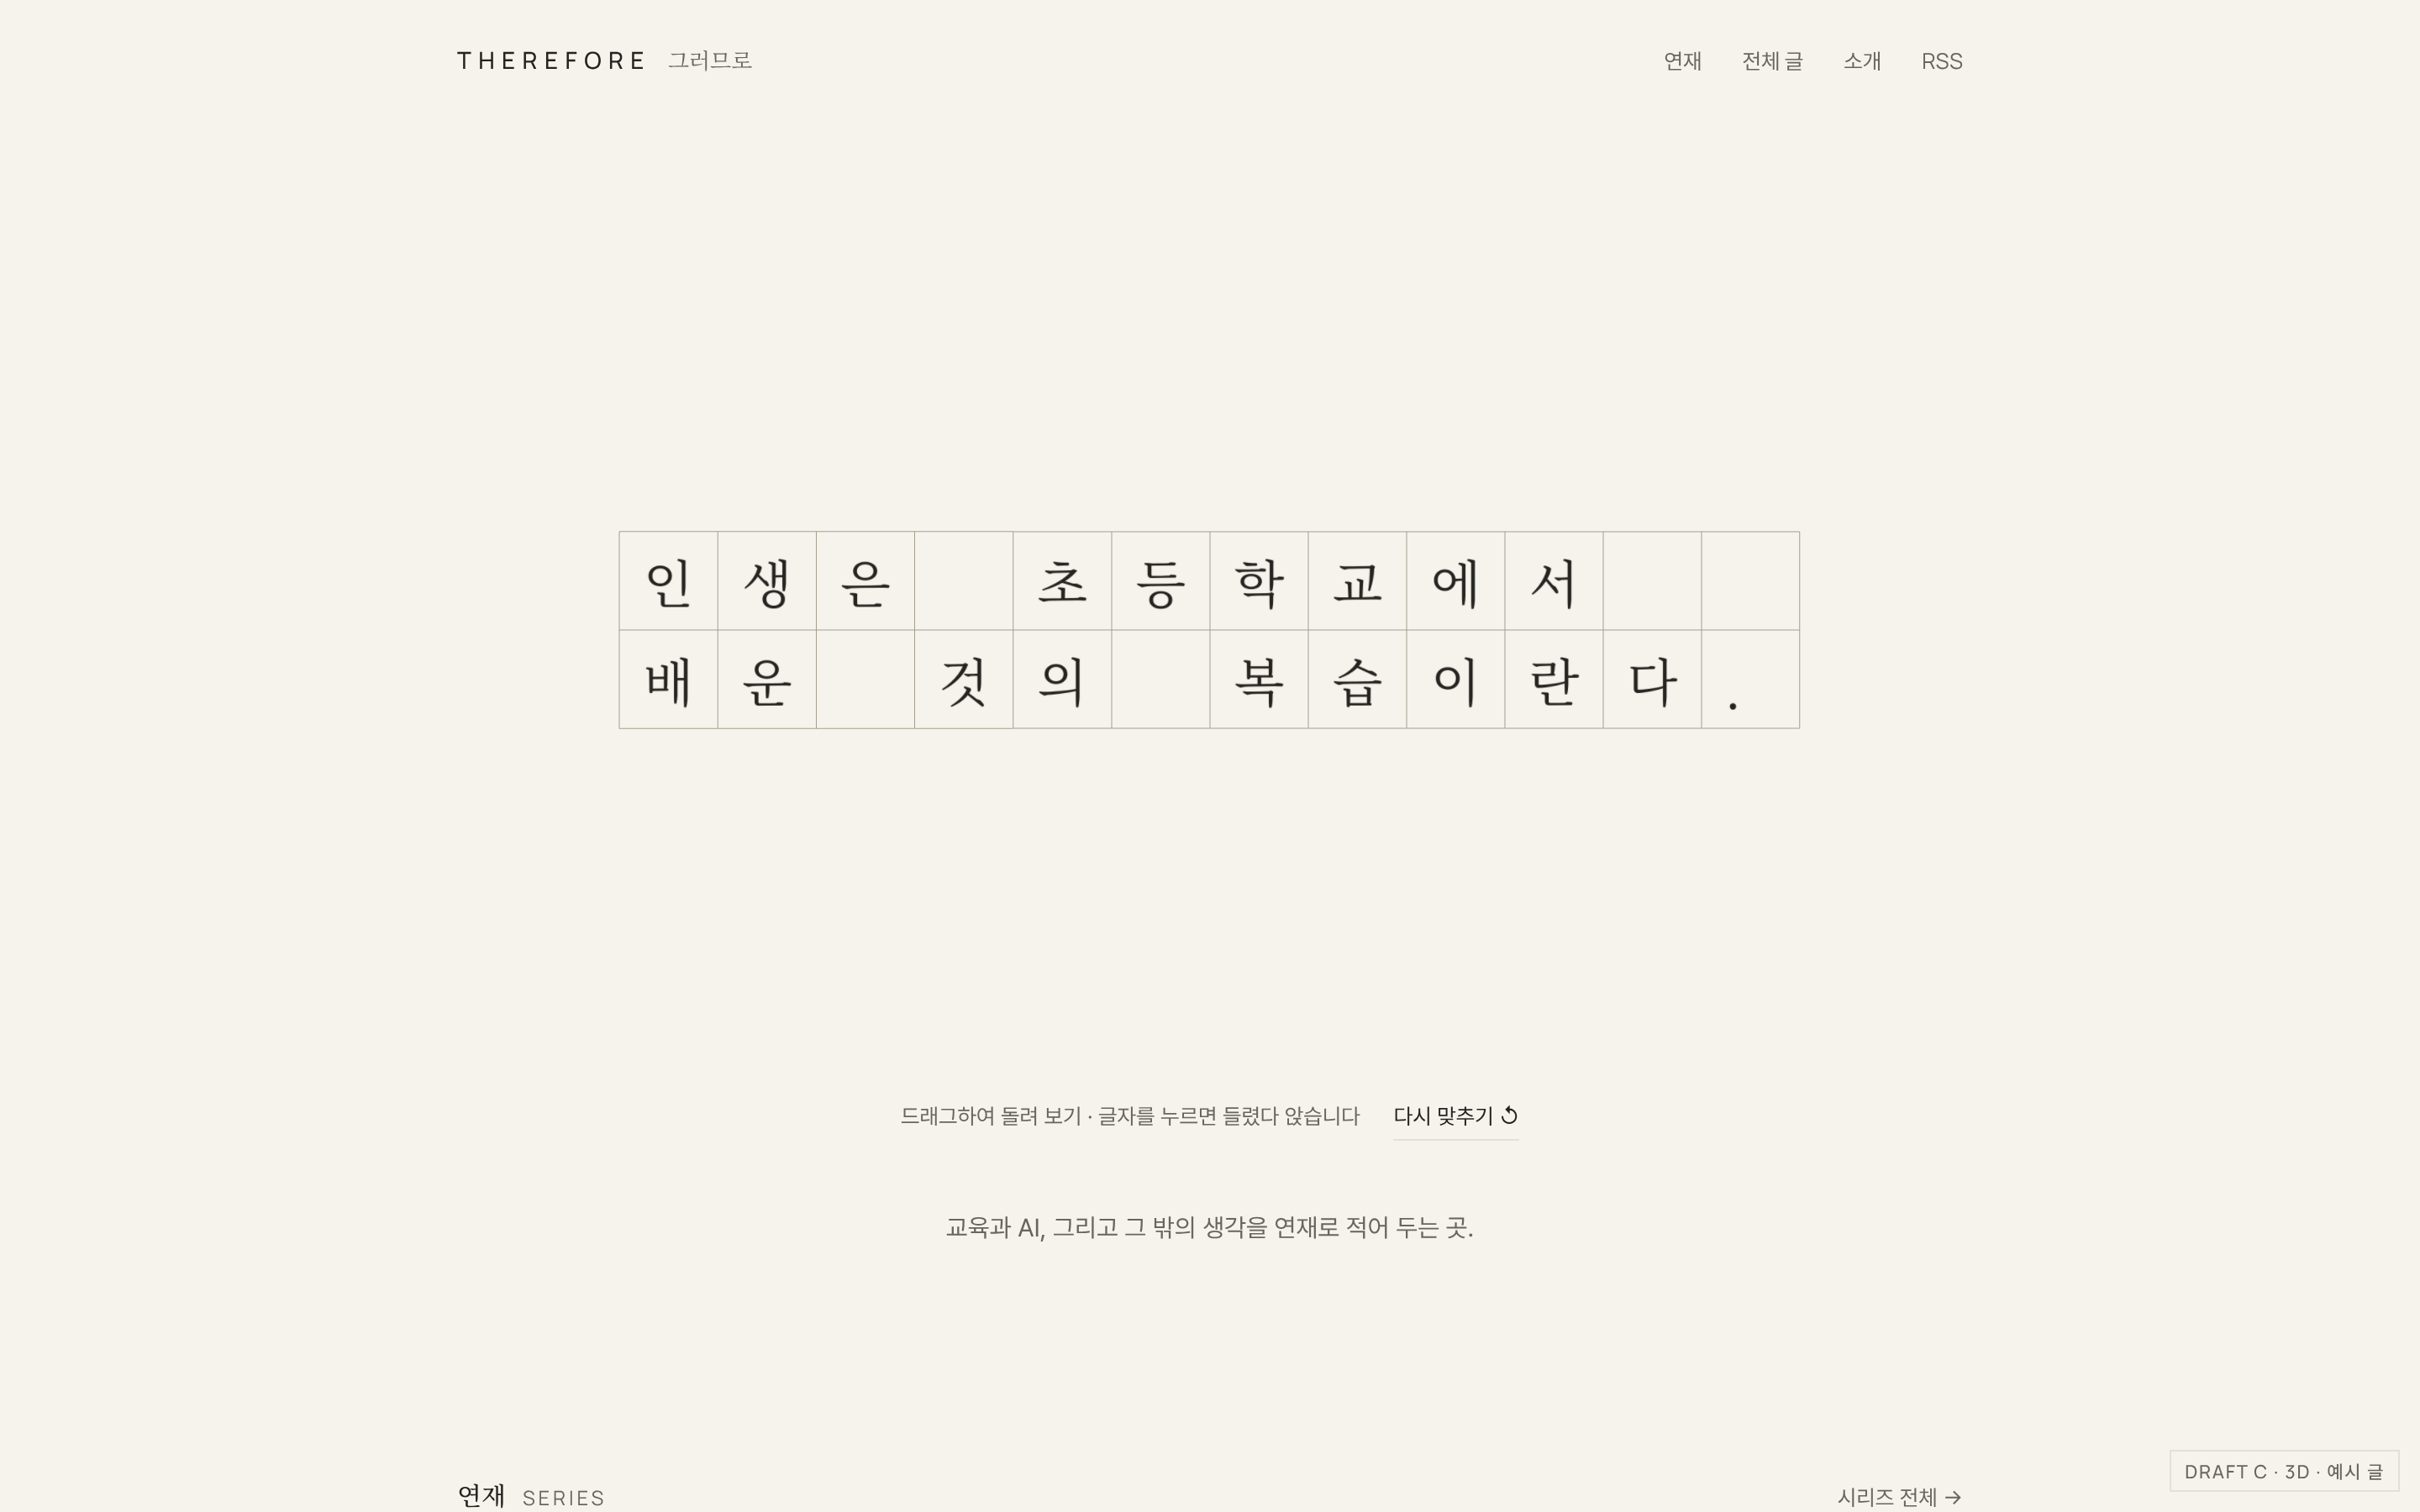 THEREFORE 그러므로
연재 전체 글 소개 RSS
인생은 초등학교에서
배운 것의 복습이란다.
드래그하여 돌려 보기 · 글자를 누르면 들렸다 앉습니다 다시 맞추기
교육과 AI, 그리고 그 밖의 생각을 연재로 적어 두는 곳.
연재 SERIES
시리즈 전체 →
DRAFT C · 3D · 예시 글